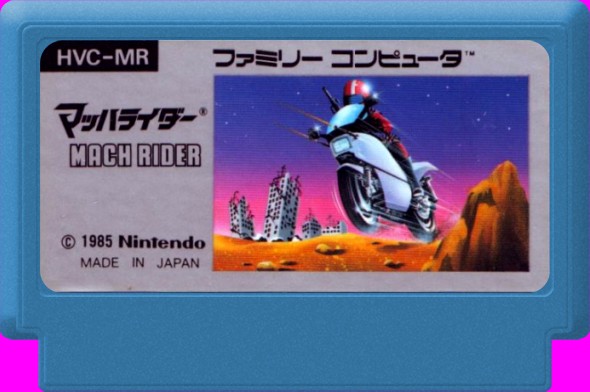 HVC-MR
ファミリー コンピュータ™
マッハライダー®
MACH RIDER
© 1985 Nintendo
MADE IN JAPAN